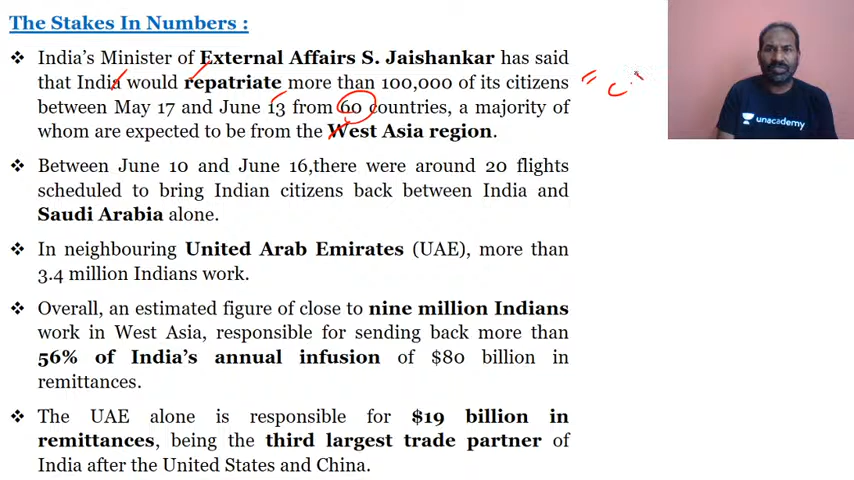 The Stakes In Numbers :
❖ India's Minister of External Affairs S. Jaishankar has said
that India would repatriate more than 100,000 of its citizens
between May 17 and June 13 from 60 countries, a majority of
whom are expected to be from the West Asia region.
❖ Between June 10 and June 16,there were around 20 flights
scheduled to bring Indian citizens back between India and
Saudi Arabia alone.
❖ In neighbouring United Arab Emirates (UAE), more than
3.4 million Indians work.
❖ Overall, an estimated figure of close to nine million Indians
work in West Asia, responsible for sending back more than
56% of India's annual infusion of $80 billion in
remittances.
❖ The UAE alone is responsible for $19 billion in
remittances, being the third largest trade partner of
India after the United States and China.
unacademy